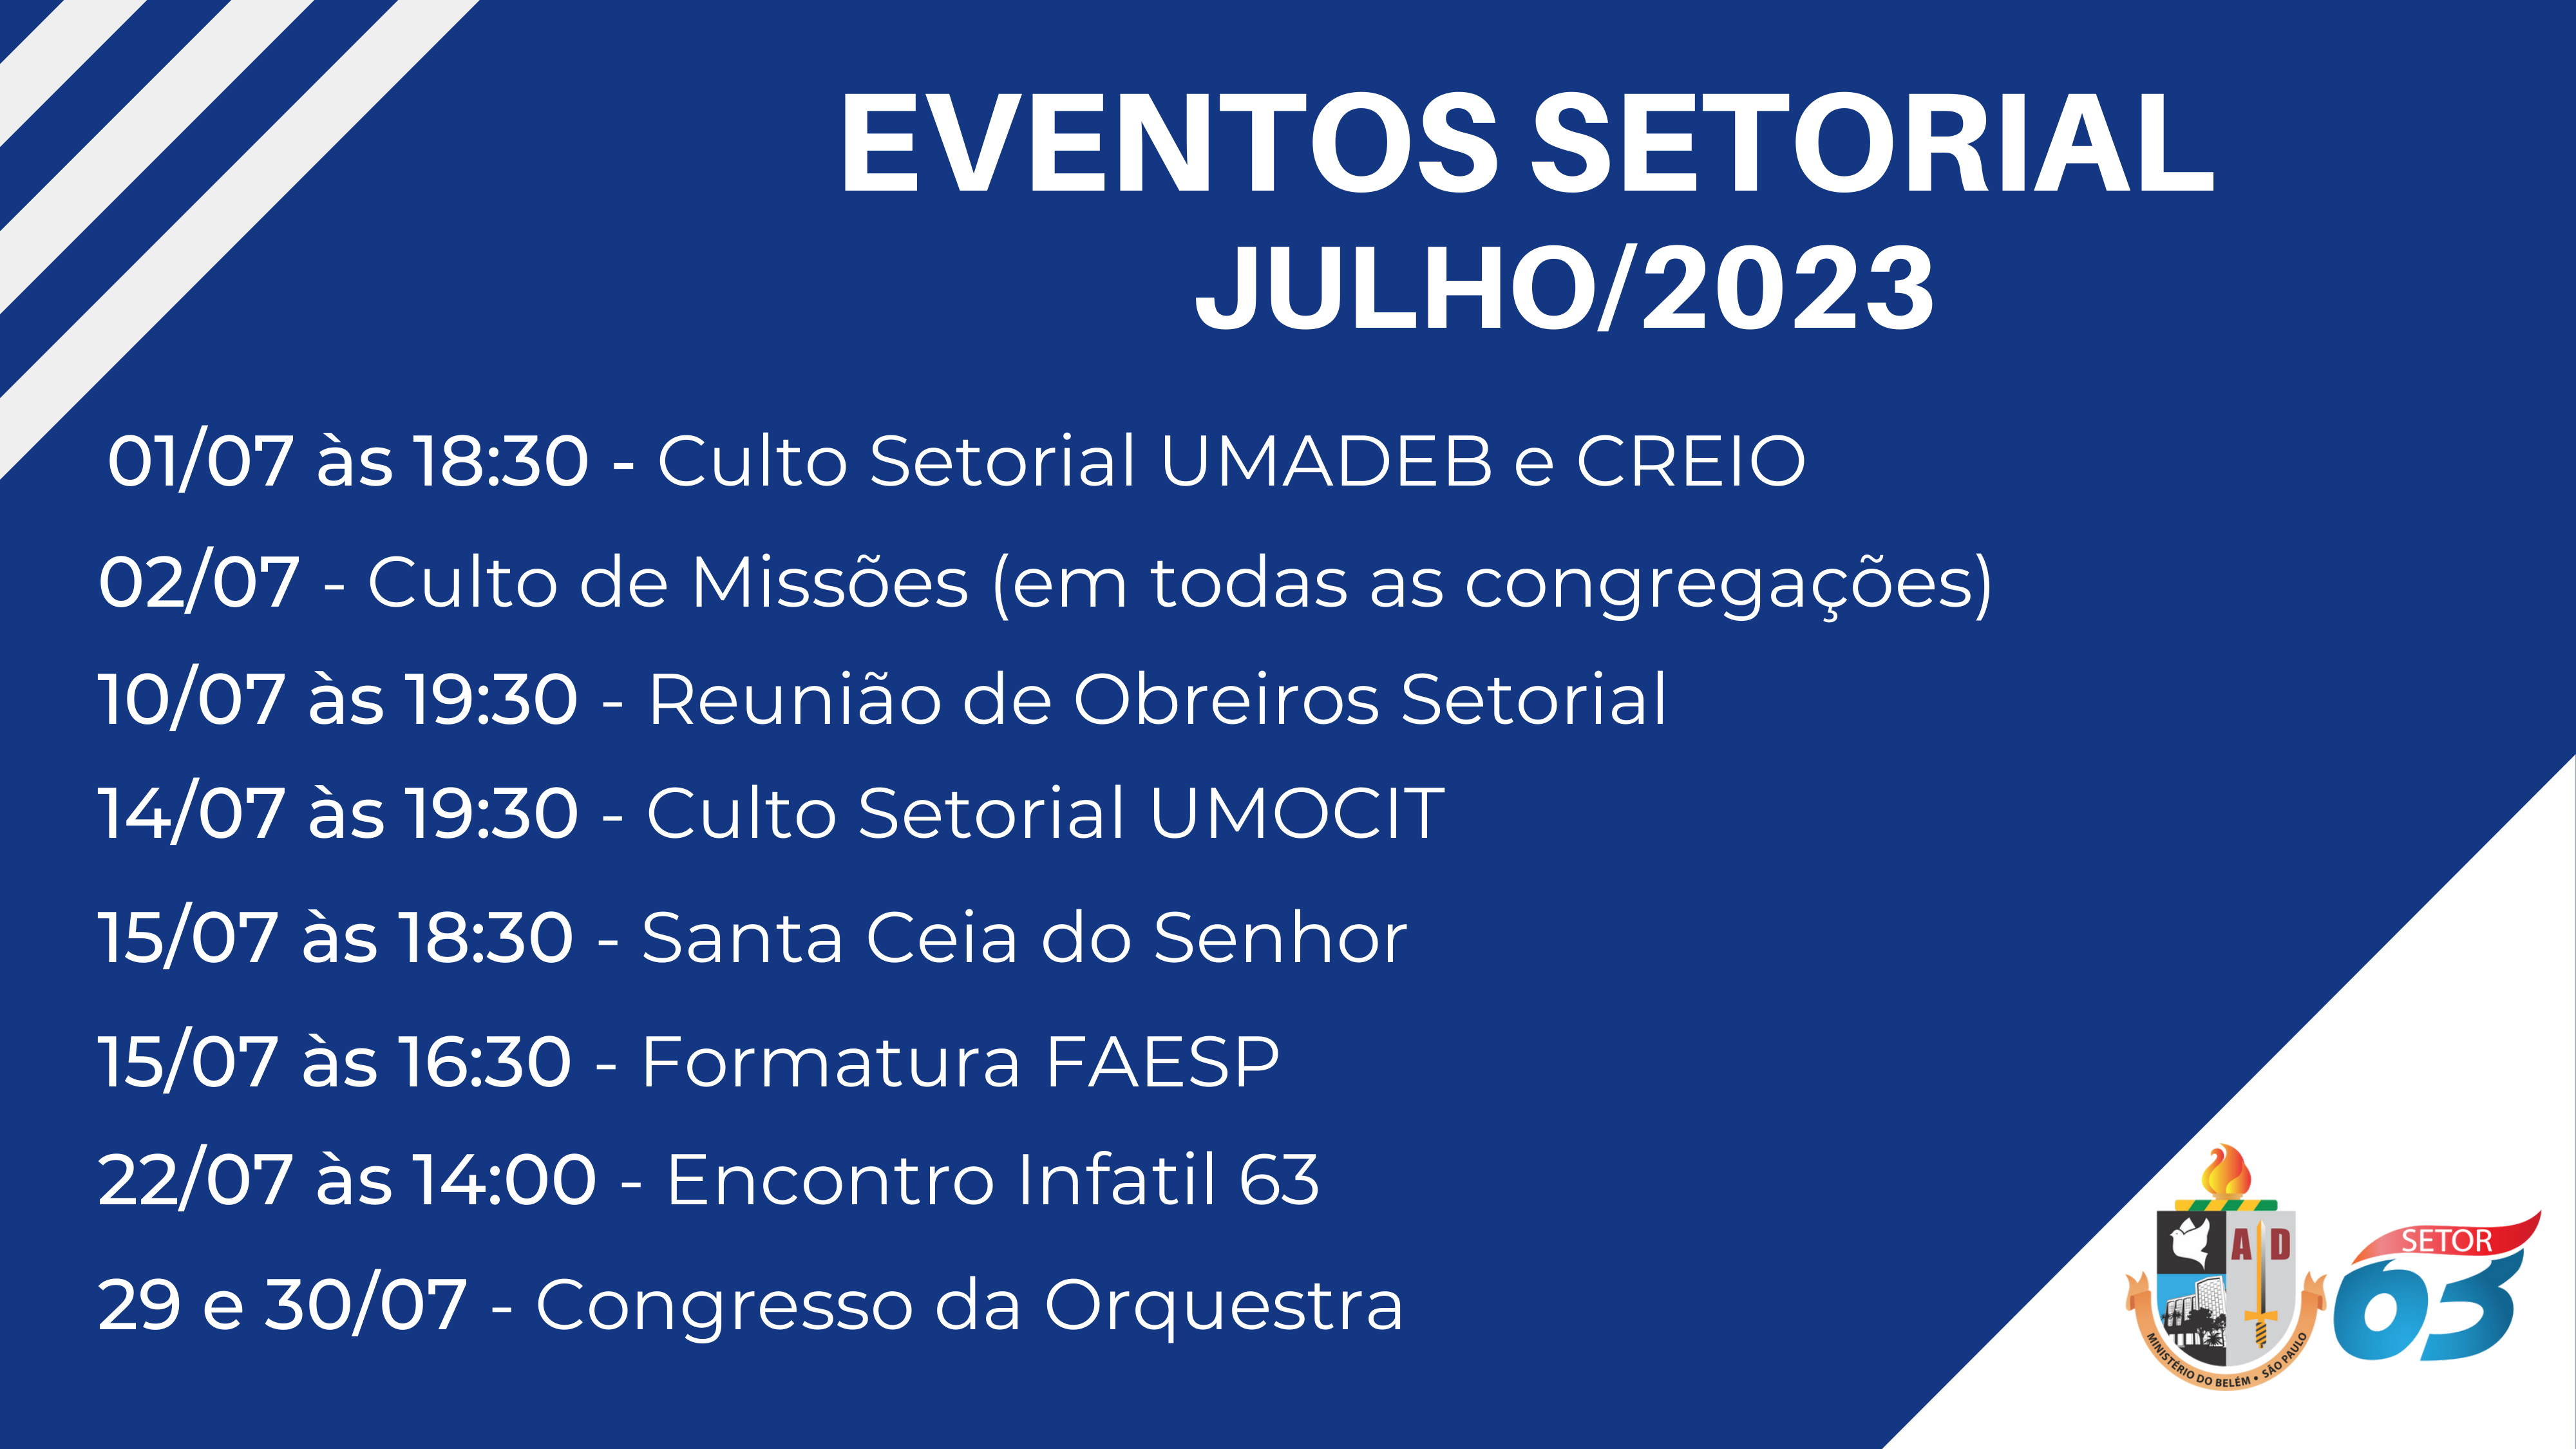 EVENTOS SETORIAL
JULHO/2023
01/07 às 18:30 - Culto Setorial UMADEB e CREIO
02/07 - Culto de Missões (em todas as congregações)
10/07 às 19:30 - Reunião de Obreiros Setorial
14/07 às 19:30 - Culto Setorial UMOCIT
15/07 às 18:30 - Santa Ceia do Senhor
15/07 às 16:30 - Formatura FAESP
22/07 às 14:00 - Encontro Infatil 63
29 e 30/07 - Congresso da Orquestra
A D
MINISTÉRIO DO BELÉM • SÃO PAULO
SETOR
63